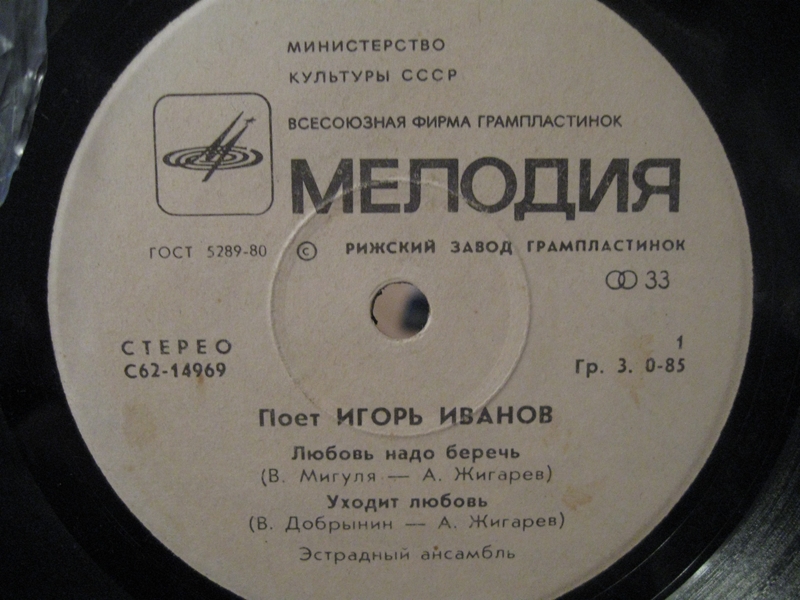 МИНИСТЕРСТВО
КУЛЬТУРЫ СССР
ВСЕСОЮЗНАЯ ФИРМА ГРАМПЛАСТИНОК
МЕЛОДИЯ
ГОСТ 5289-80 © РИЖСКИЙ ЗАВОД ГРАМПЛАСТИНОК
33
СТЕРЕО 1
С62-14969 Гр. 3. 0-85
Поет ИГОРЬ ИВАНОВ
Любовь надо беречь
(В. Мигуля — А. Жигарев)
Уходит любовь
(В. Добрынин — А. Жигарев)
Эстрадный ансамбль